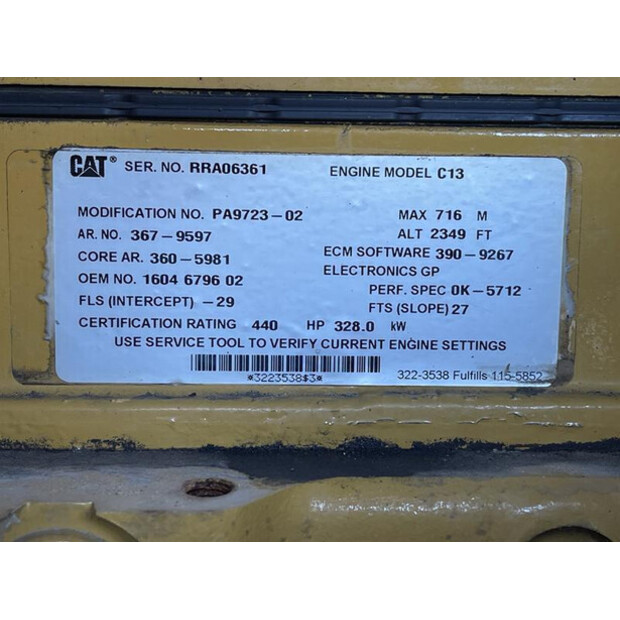 CAT® SER. NO. RRA06361 ENGINE MODEL C13
MODIFICATION NO. PA9723-02 MAX 716 M
AR. NO. 367-9597 ALT 2349 FT
CORE AR. 360-5981 ECM SOFTWARE 390-9267
OEM NO. 1604 6796 02 ELECTRONICS GP
FLS (INTERCEPT) -29 PERF. SPEC 0K-5712
FTS (SLOPE) 27
CERTIFICATION RATING 440 HP 328.0 kW
USE SERVICE TOOL TO VERIFY CURRENT ENGINE SETTINGS
*3223538$3* 322-3538 Fulfills 115-5852